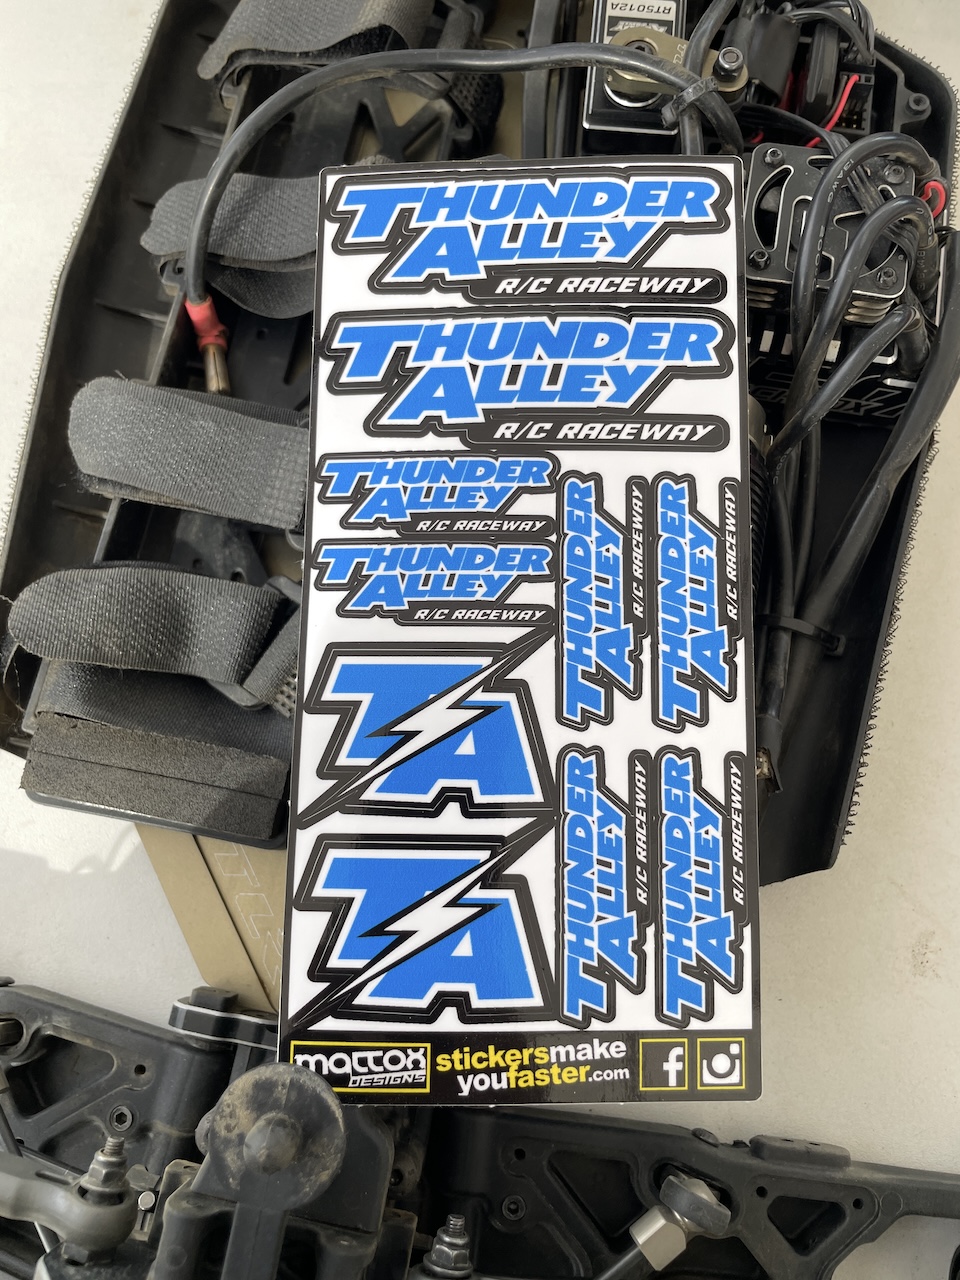 RT5012A
THUNDER
ALLEY
R/C RACEWAY
THUNDER
ALLEY
R/C RACEWAY
THUNDER
ALLEY
R/C RACEWAY
THUNDER
ALLEY
R/C RACEWAY
THUNDER
ALLEY
R/C RACEWAY
THUNDER
ALLEY
R/C RACEWAY
TA
TA
THUNDER
ALLEY
R/C RACEWAY
THUNDER
ALLEY
R/C RACEWAY
mattox
DESIGNS
stickersmake
youfaster.com
f